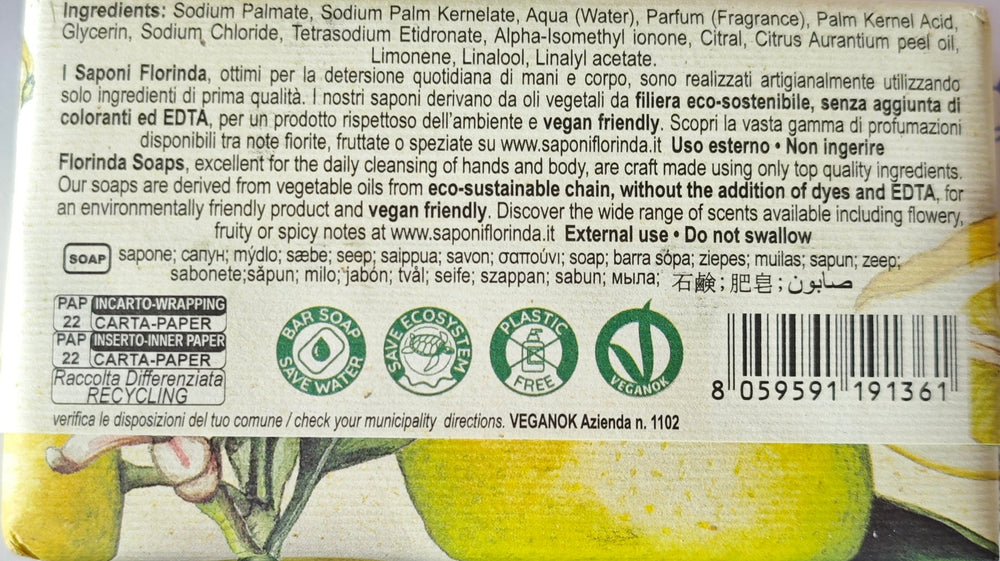 Ingredients: Sodium Palmate, Sodium Palm Kernelate, Aqua (Water), Parfum (Fragrance), Palm Kernel Acid,
Glycerin, Sodium Chloride, Tetrasodium Etidronate, Alpha-Isomethyl ionone, Citral, Citrus Aurantium peel oil,
Limonene, Linalool, Linalyl acetate.
I Saponi Florinda, ottimi per la detersione quotidiana di mani e corpo, sono realizzati artigianalmente utilizzando
solo ingredienti di prima qualità. I nostri saponi derivano da oli vegetali da filiera eco-sostenibile, senza aggiunta di
coloranti ed EDTA, per un prodotto rispettoso dell'ambiente e vegan friendly. Scopri la vasta gamma di profumazioni
disponibili tra note fiorite, fruttate o speziate su www.saponiflorinda.it Uso esterno • Non ingerire
Florinda Soaps, excellent for the daily cleansing of hands and body, are craft made using only top quality ingredients.
Our soaps are derived from vegetable oils from eco-sustainable chain, without the addition of dyes and EDTA, for
an environmentally friendly product and vegan friendly. Discover the wide range of scents available including flowery,
fruity or spicy notes at www.saponiflorinda.it External use • Do not swallow
SOAP sapone; сапун; mýdlo; sæbe; seep; saippua; savon; σαπούνι; soap; barra sópa; ziepes; muilas; sapun; zeep;
sabonete;săpun; milo; jabón; tvål; seife; szappan; sabun; мыла; 石鹸; 肥皂; صابون
PAP INCARTO-WRAPPING
22 CARTA-PAPER
PAP INSERTO-INNER PAPER
22 CARTA-PAPER
Raccolta Differenziata
RECYCLING
BAR SOAP SAVE WATER
SAVE ECOSYSTEM
PLASTIC FREE
VEGANOK
8 059591 191361
verifica le disposizioni del tuo comune / check your municipality directions. VEGANOK Azienda n. 1102